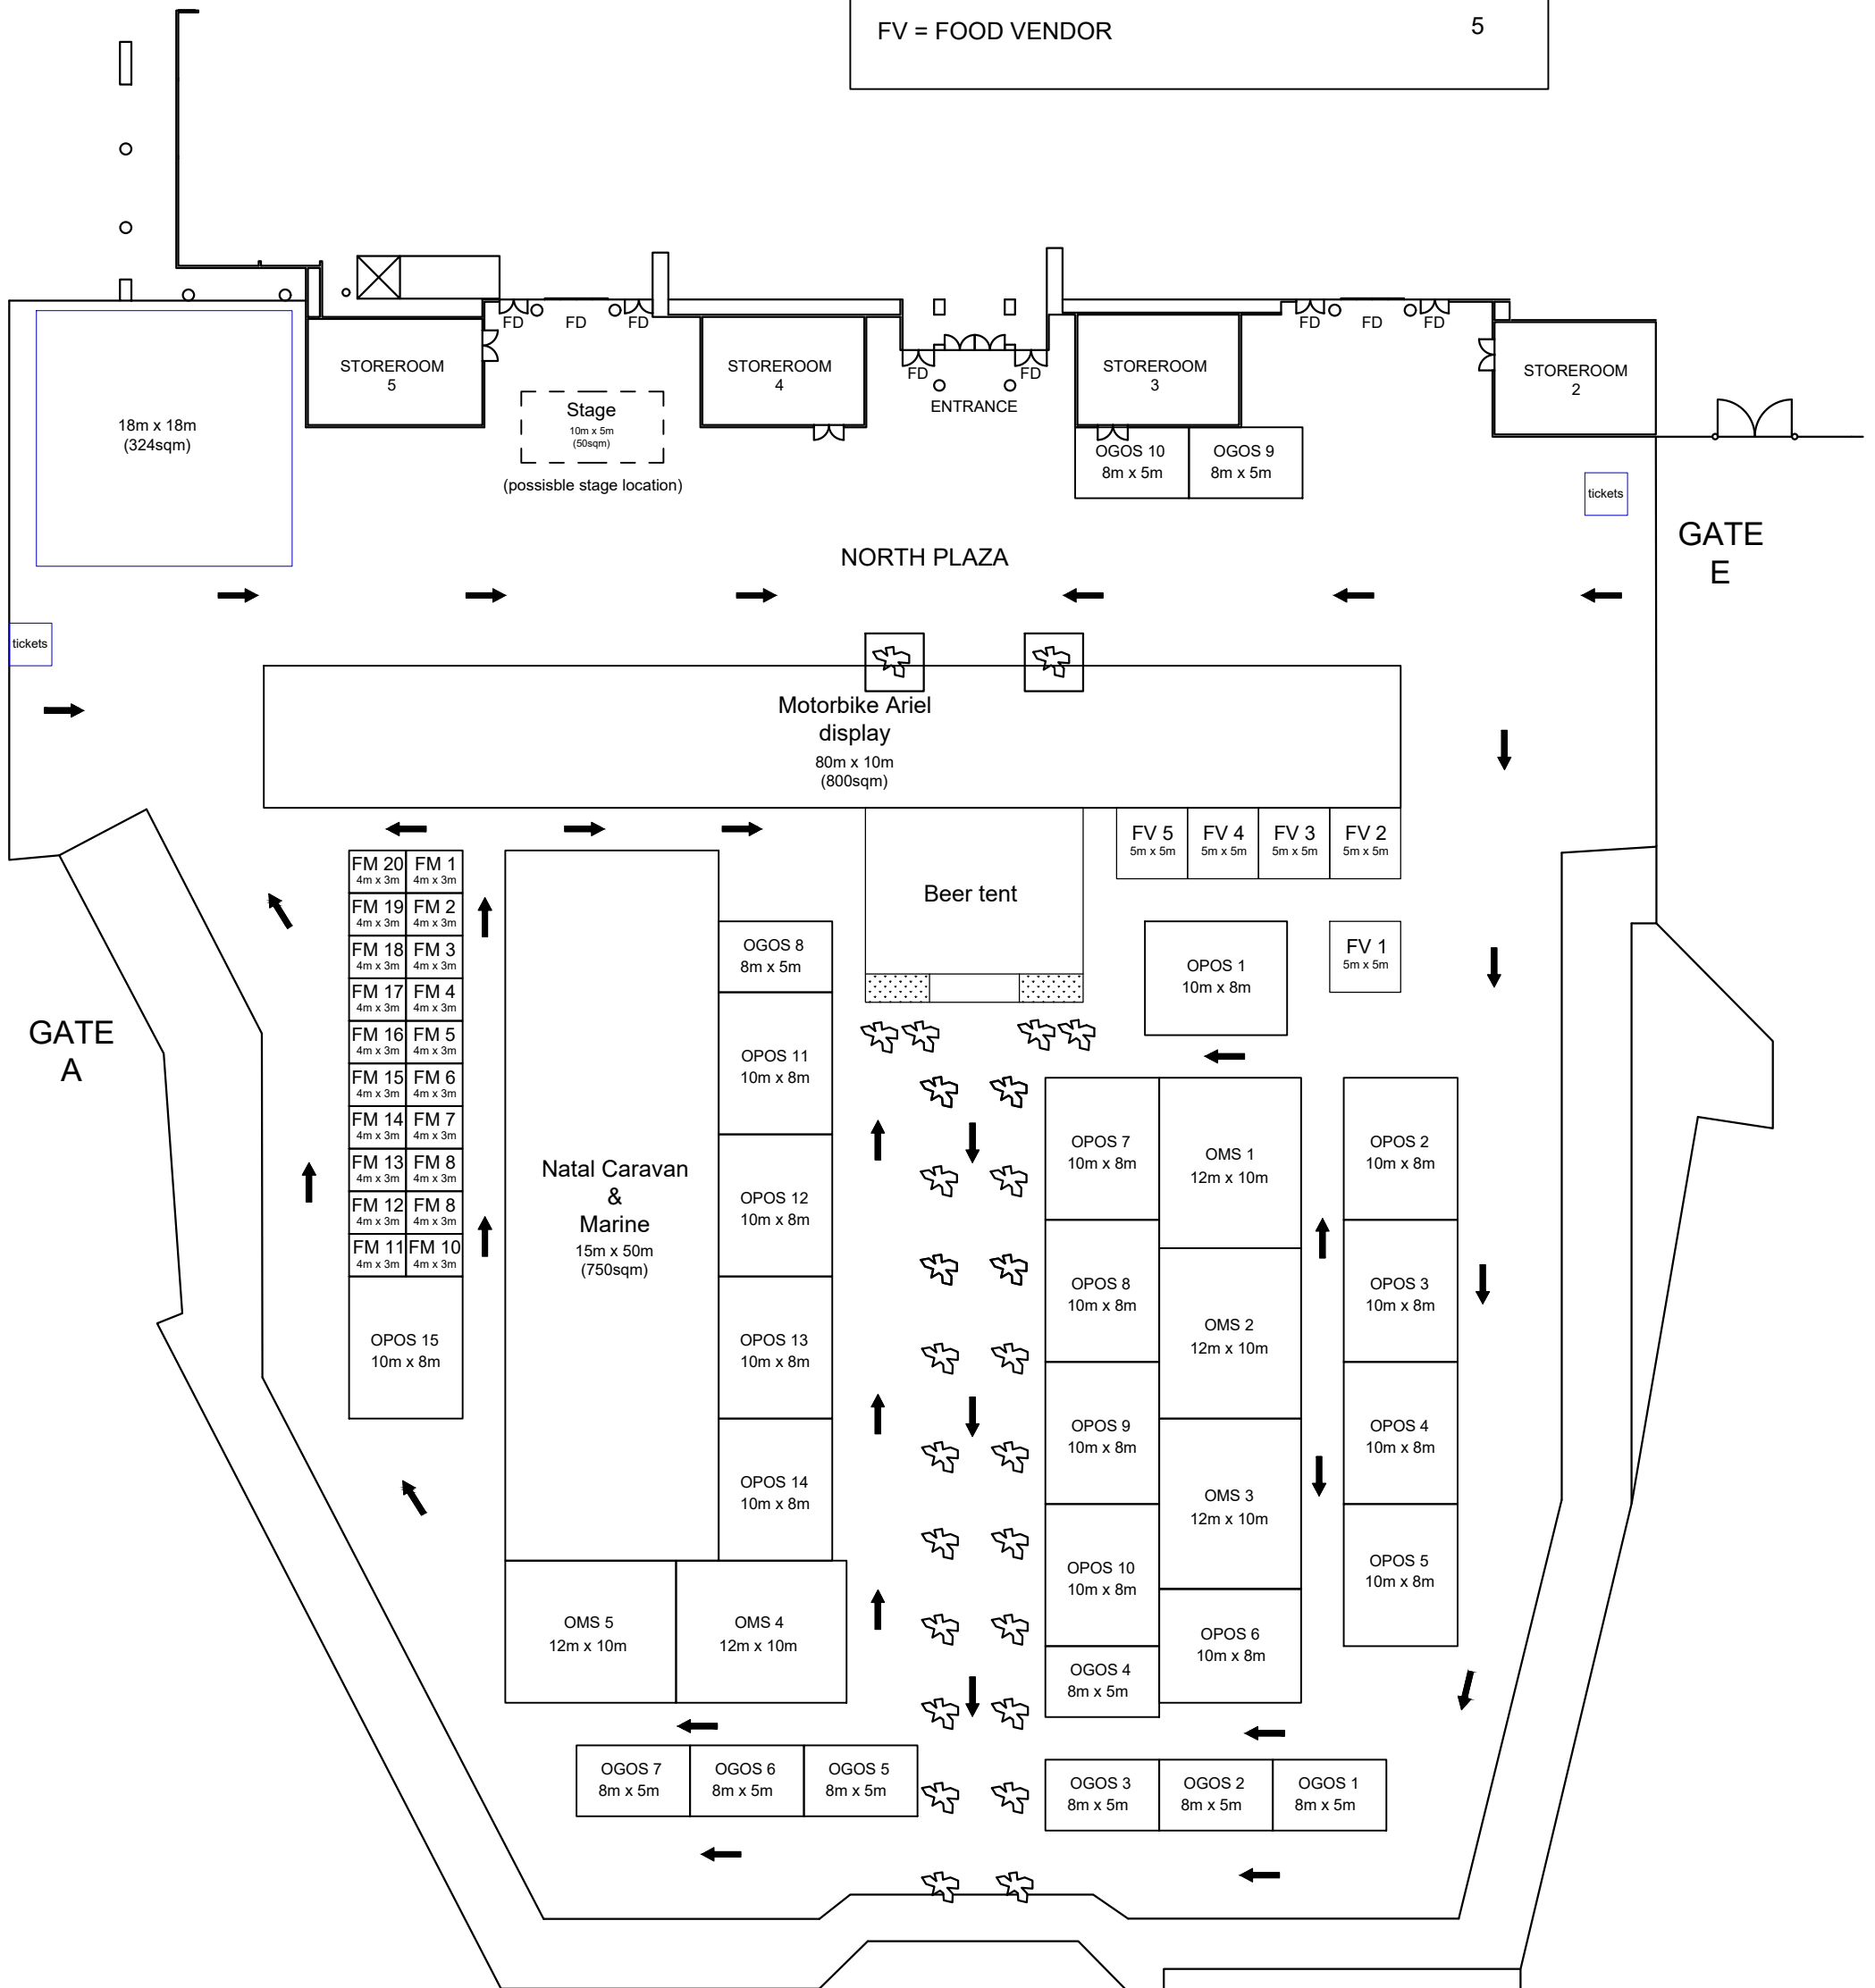 FV = FOOD VENDOR 5
FD FD FD
FD FD FD
STOREROOM
5
STOREROOM
4
FD FD
ENTRANCE
STOREROOM
3
STOREROOM
2
18m x 18m
(324sqm)
Stage
10m x 5m
(50sqm)
(possisble stage location)
OGOS 10
8m x 5m
OGOS 9
8m x 5m
tickets
GATE
E
NORTH PLAZA
tickets
Motorbike Ariel
display
80m x 10m
(800sqm)
FV 5
5m x 5m
FV 4
5m x 5m
FV 3
5m x 5m
FV 2
5m x 5m
Beer tent
FV 1
5m x 5m
OPOS 1
10m x 8m
GATE
A
FM 20
4m x 3m
FM 1
4m x 3m
FM 19
4m x 3m
FM 2
4m x 3m
FM 18
4m x 3m
FM 3
4m x 3m
FM 17
4m x 3m
FM 4
4m x 3m
FM 16
4m x 3m
FM 5
4m x 3m
FM 15
4m x 3m
FM 6
4m x 3m
FM 14
4m x 3m
FM 7
4m x 3m
FM 13
4m x 3m
FM 8
4m x 3m
FM 12
4m x 3m
FM 8
4m x 3m
FM 11
4m x 3m
FM 10
4m x 3m
OPOS 15
10m x 8m
Natal Caravan
&
Marine
15m x 50m
(750sqm)
OGOS 8
8m x 5m
OPOS 11
10m x 8m
OPOS 12
10m x 8m
OPOS 13
10m x 8m
OPOS 14
10m x 8m
OMS 5
12m x 10m
OMS 4
12m x 10m
OGOS 7
8m x 5m
OGOS 6
8m x 5m
OGOS 5
8m x 5m
OPOS 7
10m x 8m
OPOS 8
10m x 8m
OPOS 9
10m x 8m
OPOS 10
10m x 8m
OGOS 4
8m x 5m
OMS 1
12m x 10m
OMS 2
12m x 10m
OMS 3
12m x 10m
OPOS 6
10m x 8m
OPOS 2
10m x 8m
OPOS 3
10m x 8m
OPOS 4
10m x 8m
OPOS 5
10m x 8m
OGOS 3
8m x 5m
OGOS 2
8m x 5m
OGOS 1
8m x 5m